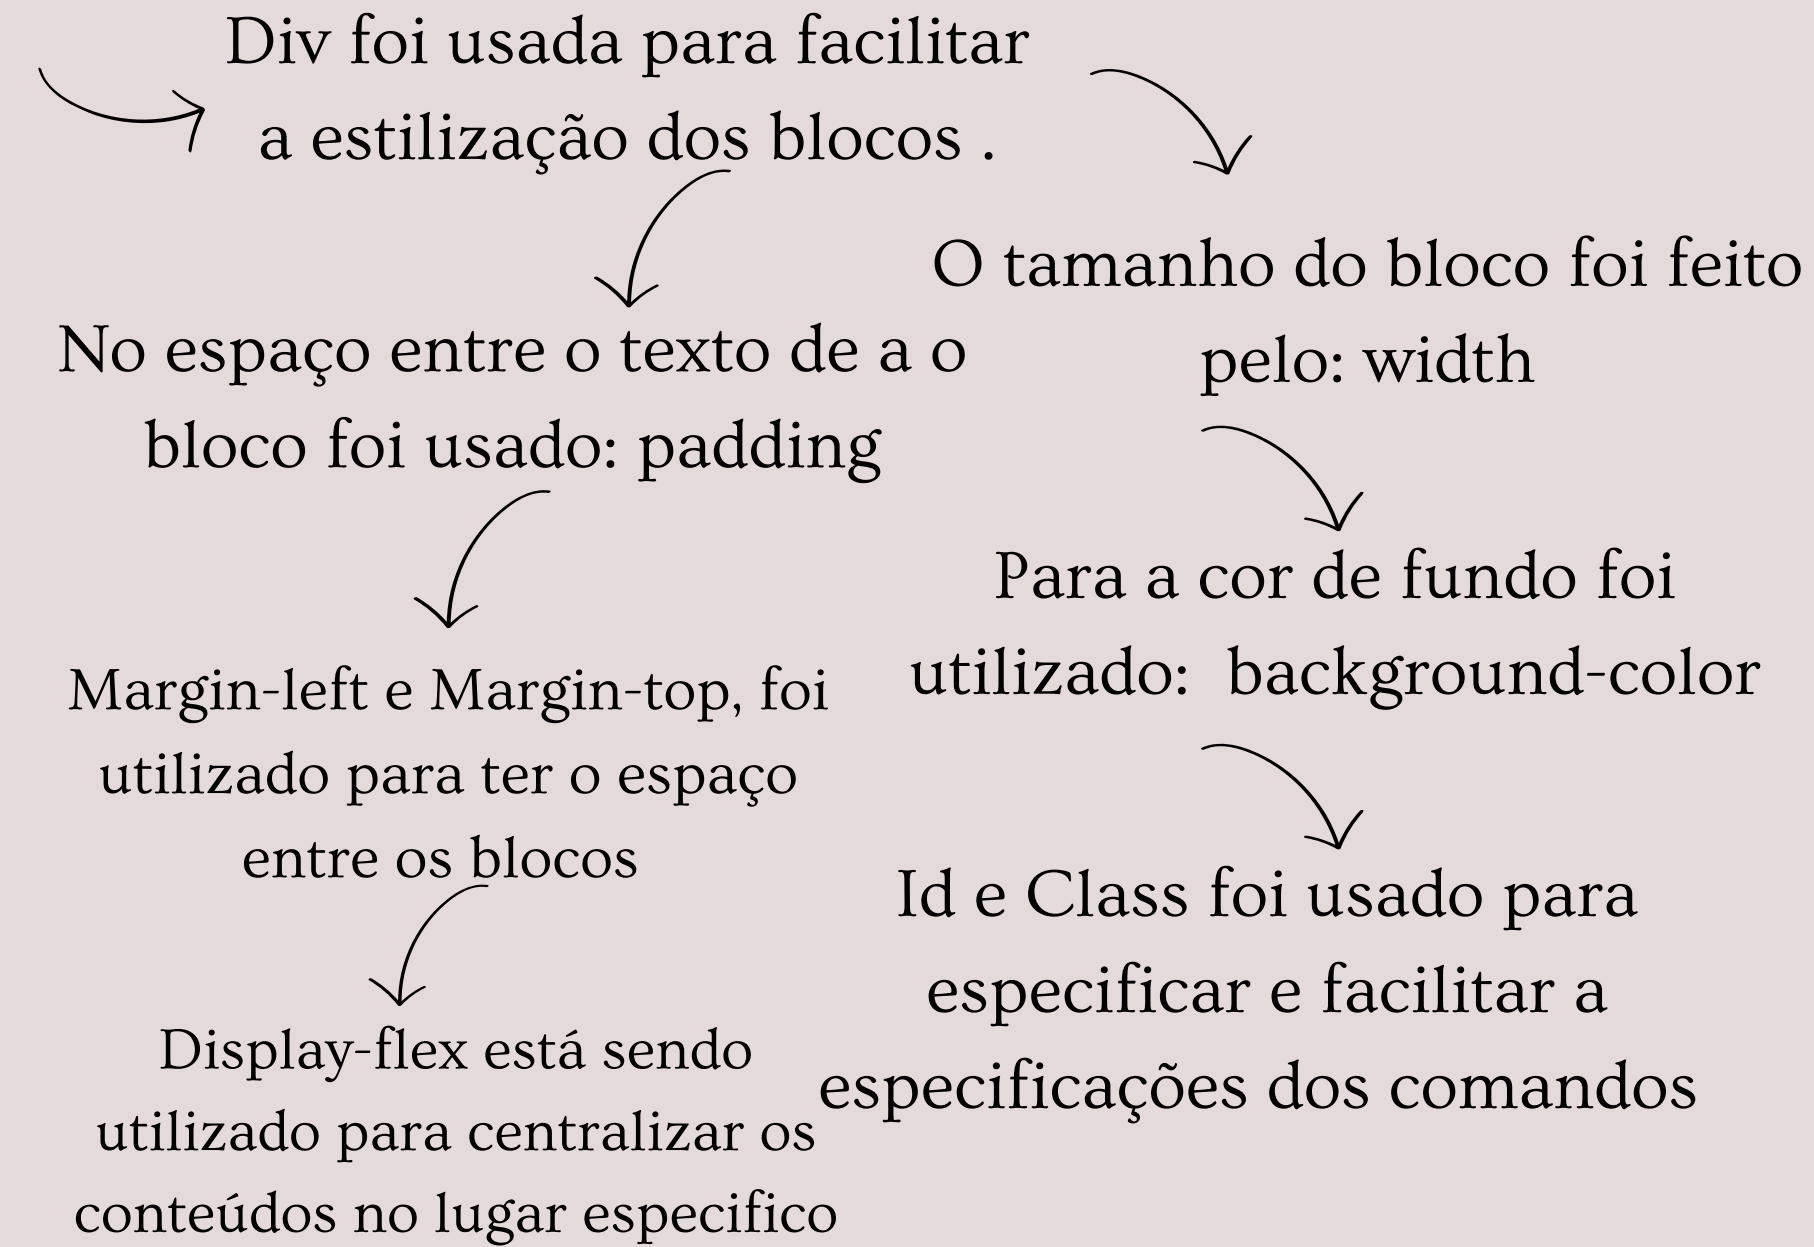 Div foi usada para facilitar
a estilização dos blocos .
No espaço entre o texto de a o
bloco foi usado: padding
Margin-left e Margin-top, foi
utilizado para ter o espaço
entre os blocos
Display-flex está sendo
utilizado para centralizar os
conteúdos no lugar especifico
O tamanho do bloco foi feito
pelo: width
Para a cor de fundo foi
utilizado: background-color
Id e Class foi usado para
especificar e facilitar a
especificações dos comandos